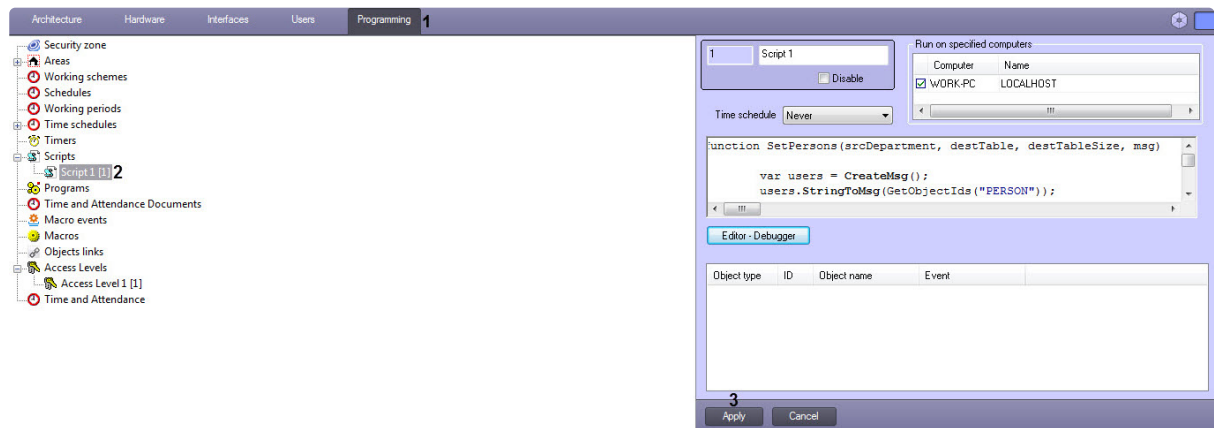 Architecture Hardware Interfaces Users Programming 1
Security zone
Areas
Working schemes
Schedules
Working periods
Time schedules
Timers
Scripts
Script 1 [1] 2
Programs
Time and Attendance Documents
Macro events
Macros
Objects links
Access Levels
Access Level 1 [1]
Time and Attendance
1 Script 1
Disable
Run on specified computers
Computer Name
WORK-PC LOCALHOST
Time schedule Never
function SetPersons(srcDepartment, destTable, destTableSize, msg)
var users = CreateMsg();
users.StringToMsg(GetObjectIds("PERSON"));
Editor - Debugger
Object type ID Object name Event
3
Apply Cancel